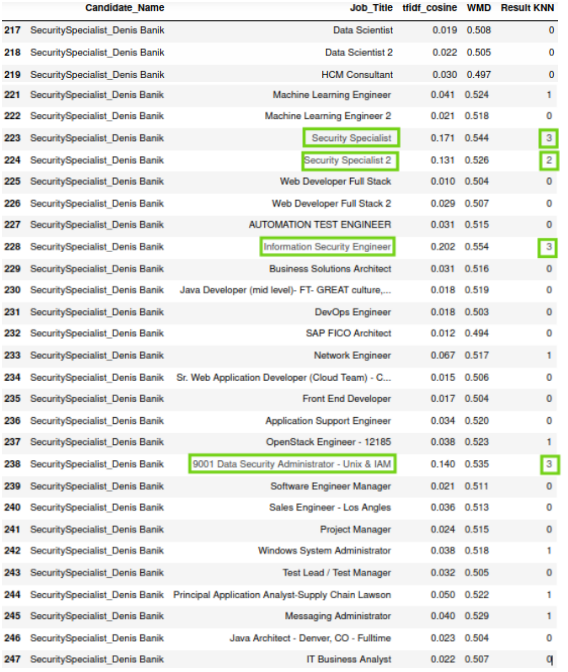 Candidate_Name Job_Title tfidf_cosine WMD Result KNN
217 SecuritySpecialist_Denis Banik Data Scientist 0.019 0.508 0
218 SecuritySpecialist_Denis Banik Data Scientist 2 0.022 0.505 0
219 SecuritySpecialist_Denis Banik HCM Consultant 0.030 0.497 0
221 SecuritySpecialist_Denis Banik Machine Learning Engineer 0.041 0.524 1
222 SecuritySpecialist_Denis Banik Machine Learning Engineer 2 0.021 0.518 0
223 SecuritySpecialist_Denis Banik Security Specialist 0.171 0.544 3
224 SecuritySpecialist_Denis Banik Security Specialist 2 0.131 0.526 2
225 SecuritySpecialist_Denis Banik Web Developer Full Stack 0.010 0.504 0
226 SecuritySpecialist_Denis Banik Web Developer Full Stack 2 0.029 0.507 0
227 SecuritySpecialist_Denis Banik AUTOMATION TEST ENGINEER 0.031 0.515 0
228 SecuritySpecialist_Denis Banik Information Security Engineer 0.202 0.554 3
229 SecuritySpecialist_Denis Banik Business Solutions Architect 0.031 0.516 0
230 SecuritySpecialist_Denis Banik Java Developer (mid level)- FT- GREAT culture,... 0.018 0.519 0
231 SecuritySpecialist_Denis Banik DevOps Engineer 0.018 0.503 0
232 SecuritySpecialist_Denis Banik SAP FICO Architect 0.012 0.494 0
233 SecuritySpecialist_Denis Banik Network Engineer 0.067 0.517 1
234 SecuritySpecialist_Denis Banik Sr. Web Application Developer (Cloud Team) - C... 0.015 0.506 0
235 SecuritySpecialist_Denis Banik Front End Developer 0.017 0.504 0
236 SecuritySpecialist_Denis Banik Application Support Engineer 0.034 0.520 0
237 SecuritySpecialist_Denis Banik OpenStack Engineer - 12185 0.038 0.523 1
238 SecuritySpecialist_Denis Banik 9001 Data Security Administrator - Unix & IAM 0.140 0.535 3
239 SecuritySpecialist_Denis Banik Software Engineer Manager 0.021 0.511 0
240 SecuritySpecialist_Denis Banik Sales Engineer - Los Angles 0.036 0.513 0
241 SecuritySpecialist_Denis Banik Project Manager 0.024 0.515 0
242 SecuritySpecialist_Denis Banik Windows System Administrator 0.038 0.518 1
243 SecuritySpecialist_Denis Banik Test Lead / Test Manager 0.032 0.505 0
244 SecuritySpecialist_Denis Banik Principal Application Analyst-Supply Chain Lawson 0.050 0.522 1
245 SecuritySpecialist_Denis Banik Messaging Administrator 0.040 0.529 1
246 SecuritySpecialist_Denis Banik Java Architect - Denver, CO - Fulltime 0.023 0.504 0
247 SecuritySpecialist_Denis Banik IT Business Analyst 0.022 0.507 0